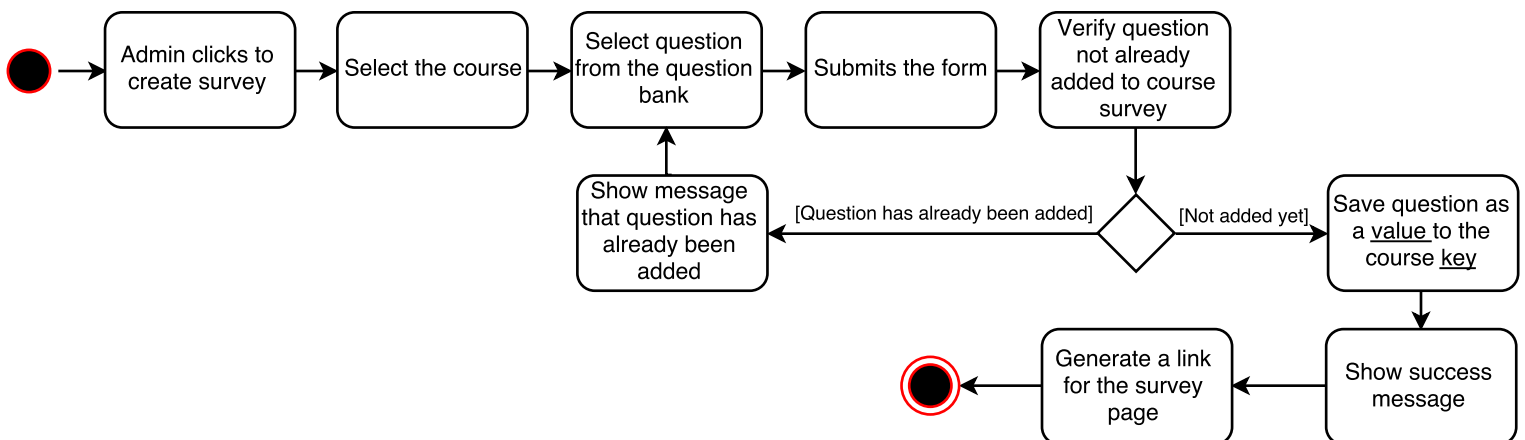 Admin clicks to
create survey
Select the course
Select question
from the question
bank
Submits the form
Verify question
not already
added to course
survey
Show message
that question has
already been
added
[Question has already been added]
[Not added yet]
Save question as
a value to the
course key
Generate a link
for the survey
page
Show success
message